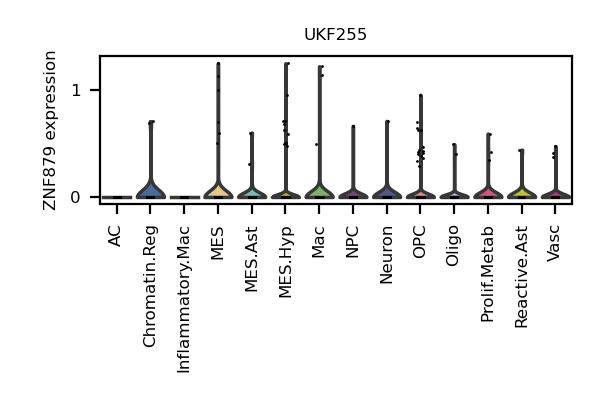 UKF255
ZNF879 expression
1
0
AC
Chromatin.Reg
Inflammatory.Mac
MES
MES.Ast
MES.Hyp
Mac
NPC
Neuron
OPC
Oligo
Prolif.Metab
Reactive.Ast
Vasc